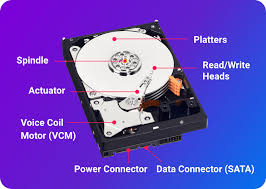 Platters
Spindle
Read/Write
Heads
Actuator
Voice Coil
Motor (VCM)
Power Connector
Data Connector (SATA)